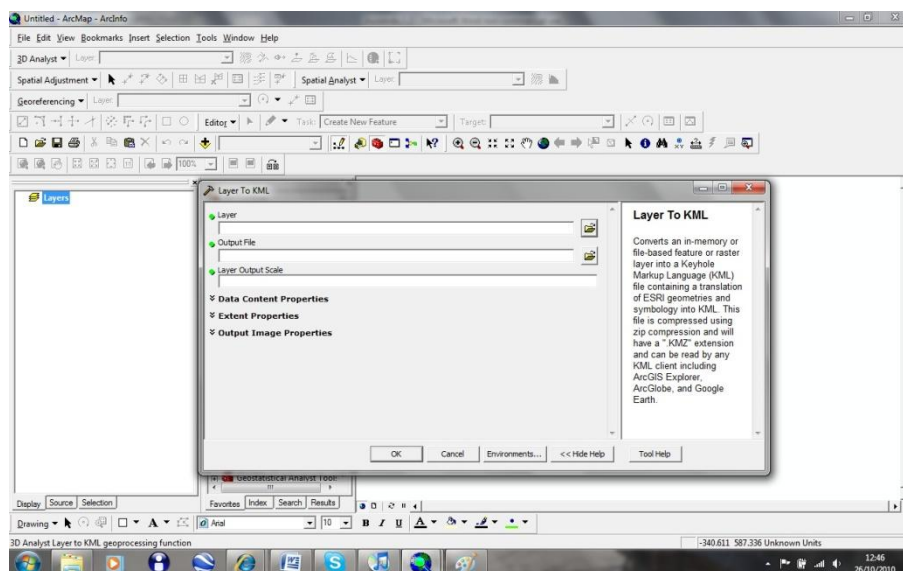 Untitled - ArcMap - ArcInfo
File Edit View Bookmarks Insert Selection Tools Window Help
3D Analyst Layer:
Spatial Adjustment Spatial Analyst Layer:
Georeferencing Layer:
Editor Task: Create New Feature Target:
100%
Layers
Layer To KML
Layer
Output File
Layer Output Scale
Data Content Properties
Extent Properties
Output Image Properties
OK Cancel Environments... << Hide Help Tool Help
Layer To KML
Converts an in-memory or
file-based feature or raster
layer into a Keyhole
Markup Language (KML)
file containing a translation
of ESRI geometries and
symbology into KML. This
file is compressed using
zip compression and will
have a ".KMZ" extension
and can be read by any
KML client including
ArcGIS Explorer,
ArcGlobe, and Google
Earth.
Geostatistical Analyst Tools
Display Source Selection
Favorites Index Search Results
Drawing A Arial 10 B I U A
3D Analyst Layer to KML geoprocessing function
-340.611 587.336 Unknown Units
12:46
26/10/2010